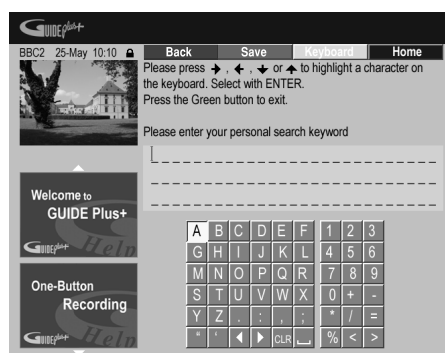 GUIDE Plus+
BBC2 25-May 10:10 Back Save Keyboard Home
Please press → , ← , ↓ or ↑ to highlight a character on
the keyboard. Select with ENTER.
Press the Green button to exit.
Please enter your personal search keyword
Welcome to
GUIDE Plus+
GUIDE Plus+ Help
One-Button
Recording
GUIDE Plus+ Help
A B C D E F 1 2 3
G H I J K L 4 5 6
M N O P Q R 7 8 9
S T U V W X 0 + -
Y Z . : , ; * / =
" ‘ ◀ ▶ CLR ⎵ % < >